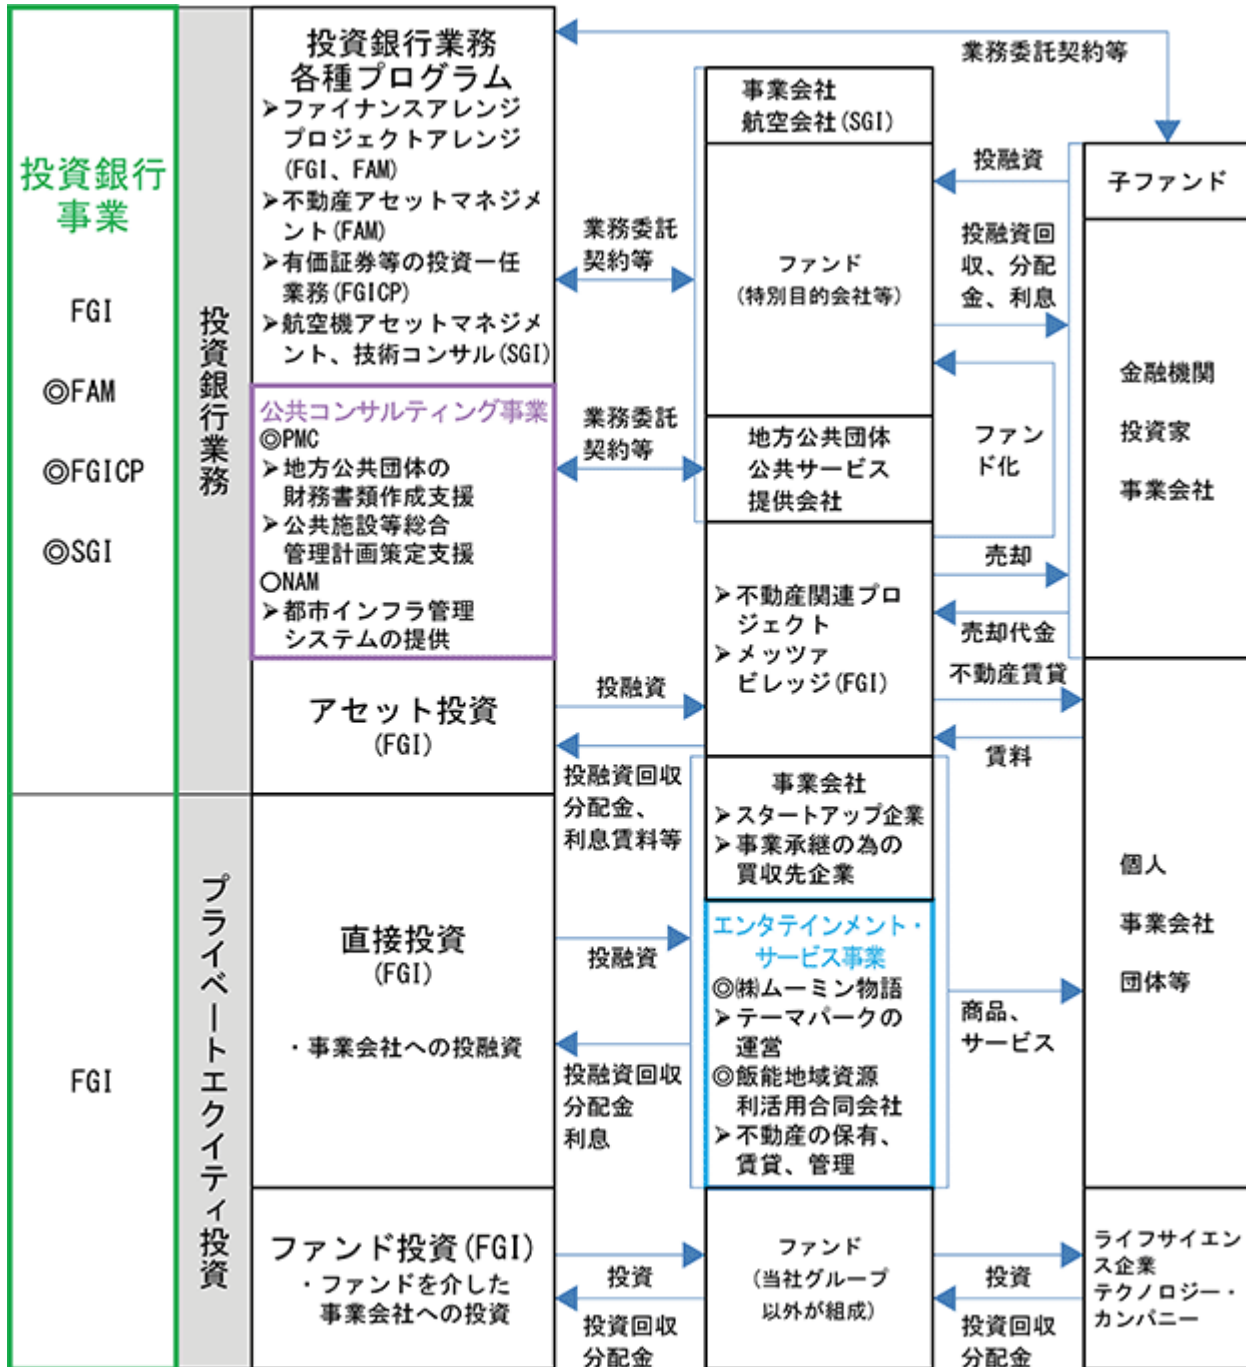 投資銀行
事業
FGI
◎FAM
◎FGICP
◎SGI
FGI
投資銀行業務
プライベートエクイティ投資
投資銀行業務
各種プログラム
➢ファイナンスアレンジ
プロジェクトアレンジ
(FGI、FAM)
➢不動産アセットマネジメ
ント(FAM)
➢有価証券等の投資一任
業務(FGICP)
➢航空機アセットマネジメ
ント、技術コンサル(SGI)
公共コンサルティング事業
◎PMC
➢地方公共団体の
財務書類作成支援
➢公共施設等総合
管理計画策定支援
○NAM
➢都市インフラ管理
システムの提供
アセット投資
(FGI)
直接投資
(FGI)
・事業会社への投融資
ファンド投資(FGI)
・ファンドを介した
事業会社への投資
業務委託
契約等
業務委託
契約等
投融資
投融資回収
分配金、
利息賃料等
投融資
投融資回収
分配金
利息
投資
投資回収
分配金
事業会社
航空会社(SGI)
ファンド
(特別目的会社等)
地方公共団体
公共サービス
提供会社
➢不動産関連プロ
ジェクト
➢メッツァ
ビレッジ(FGI)
事業会社
➢スタートアップ企業
➢事業承継の為の
買収先企業
エンタテインメント・
サービス事業
◎㈱ムーミン物語
➢テーマパークの
運営
◎飯能地域資源
利活用合同会社
➢不動産の保有、
賃貸、管理
ファンド
(当社グループ
以外が組成)
業務委託契約等
投融資
投融資回
収、分配
金、利息
ファン
ド化
売却
売却代金
不動産賃貸
賃料
商品、
サービス
投資
投資回収
分配金
子ファンド
金融機関
投資家
事業会社
個人
事業会社
団体等
ライフサイエン
ス企業
テクノロジー・
カンパニー